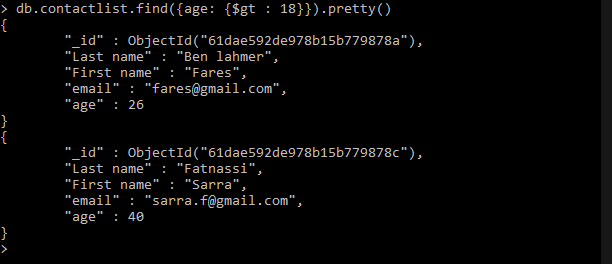 > db.contactlist.find({age: {$gt : 18}}).pretty()
{
        "_id" : ObjectId("61dae592de978b15b779878a"),
        "Last name" : "Ben lahmer",
        "First name" : "Fares",
        "email" : "fares@gmail.com",
        "age" : 26
}
{
        "_id" : ObjectId("61dae592de978b15b779878c"),
        "Last name" : "Fatnassi",
        "First name" : "Sarra",
        "email" : "sarra.f@gmail.com",
        "age" : 40
}
>